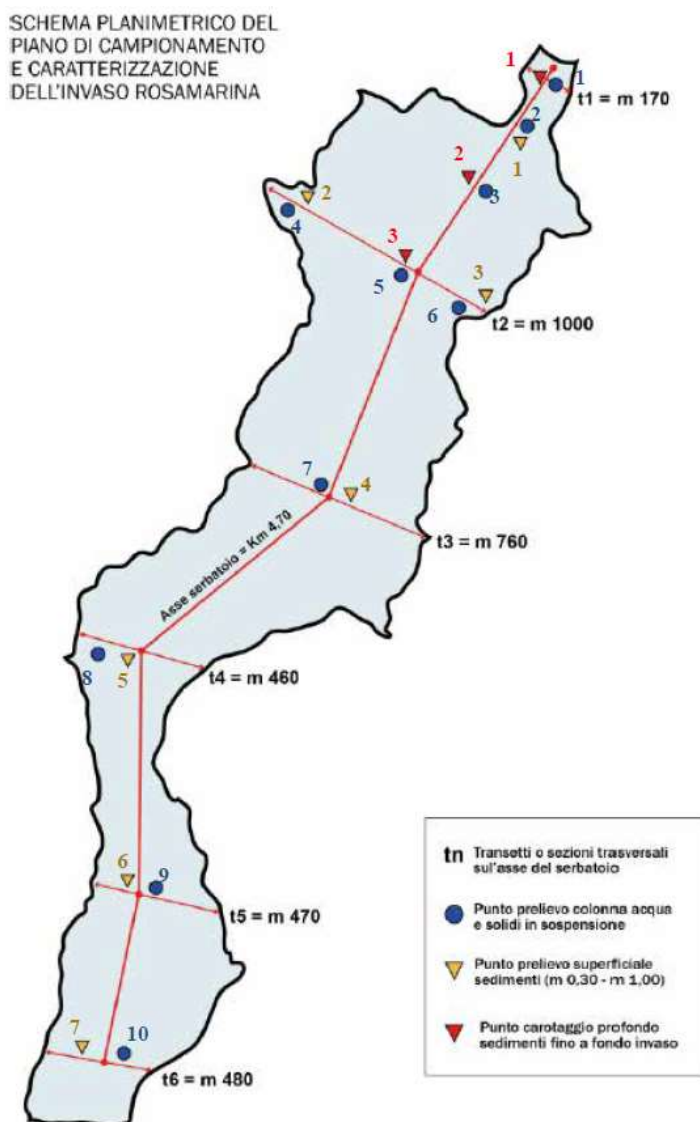 SCHEMA PLANIMETRICO DEL
PIANO DI CAMPIONAMENTO
E CARATTERIZZAZIONE
DELL'INVASO ROSAMARINA
1
1
t1 = m 170
2
1
2
3
2
4
3
5
3
6
t2 = m 1000
7
4
t3 = m 760
Asse serbatoio = Km 4,70
8
5
t4 = m 460
6
9
t5 = m 470
7
10
t6 = m 480
tn Transetti o sezioni trasversali
sul'asse del serbatoio
Punto prelievo colonna acqua
e solidi in sospensione
Punto prelievo superficiale
sedimenti (m 0,30 - m 1,00)
Punto carotaggio profondo
sedimenti fino a fondo invaso